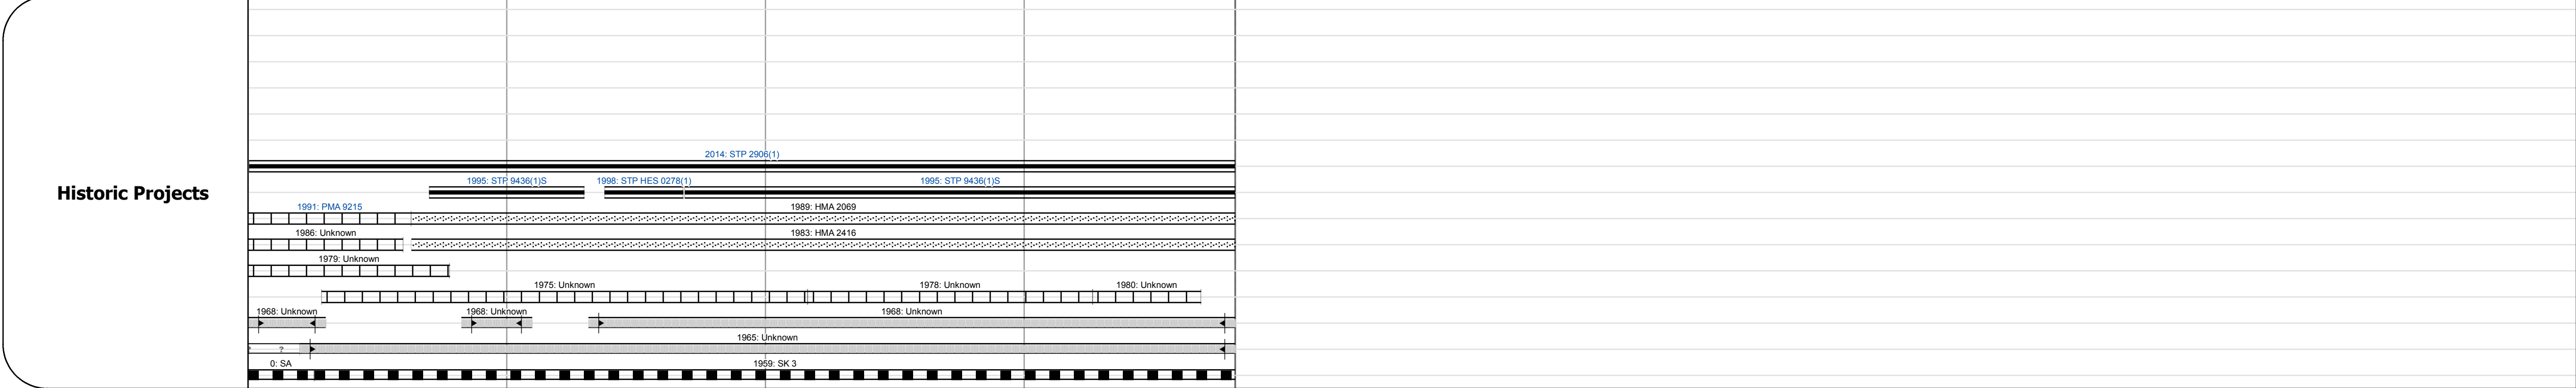 2014: STP 2906(1)
1995: STP 9436(1)S 1998: STP HES 0278(1) 1995: STP 9436(1)S
Historic Projects
1991: PMA 9215 1989: HMA 2069
1986: Unknown 1983: HMA 2416
1979: Unknown
1975: Unknown 1978: Unknown 1980: Unknown
1968: Unknown 1968: Unknown 1968: Unknown
1965: Unknown
?
0: SA 1959: SK 3